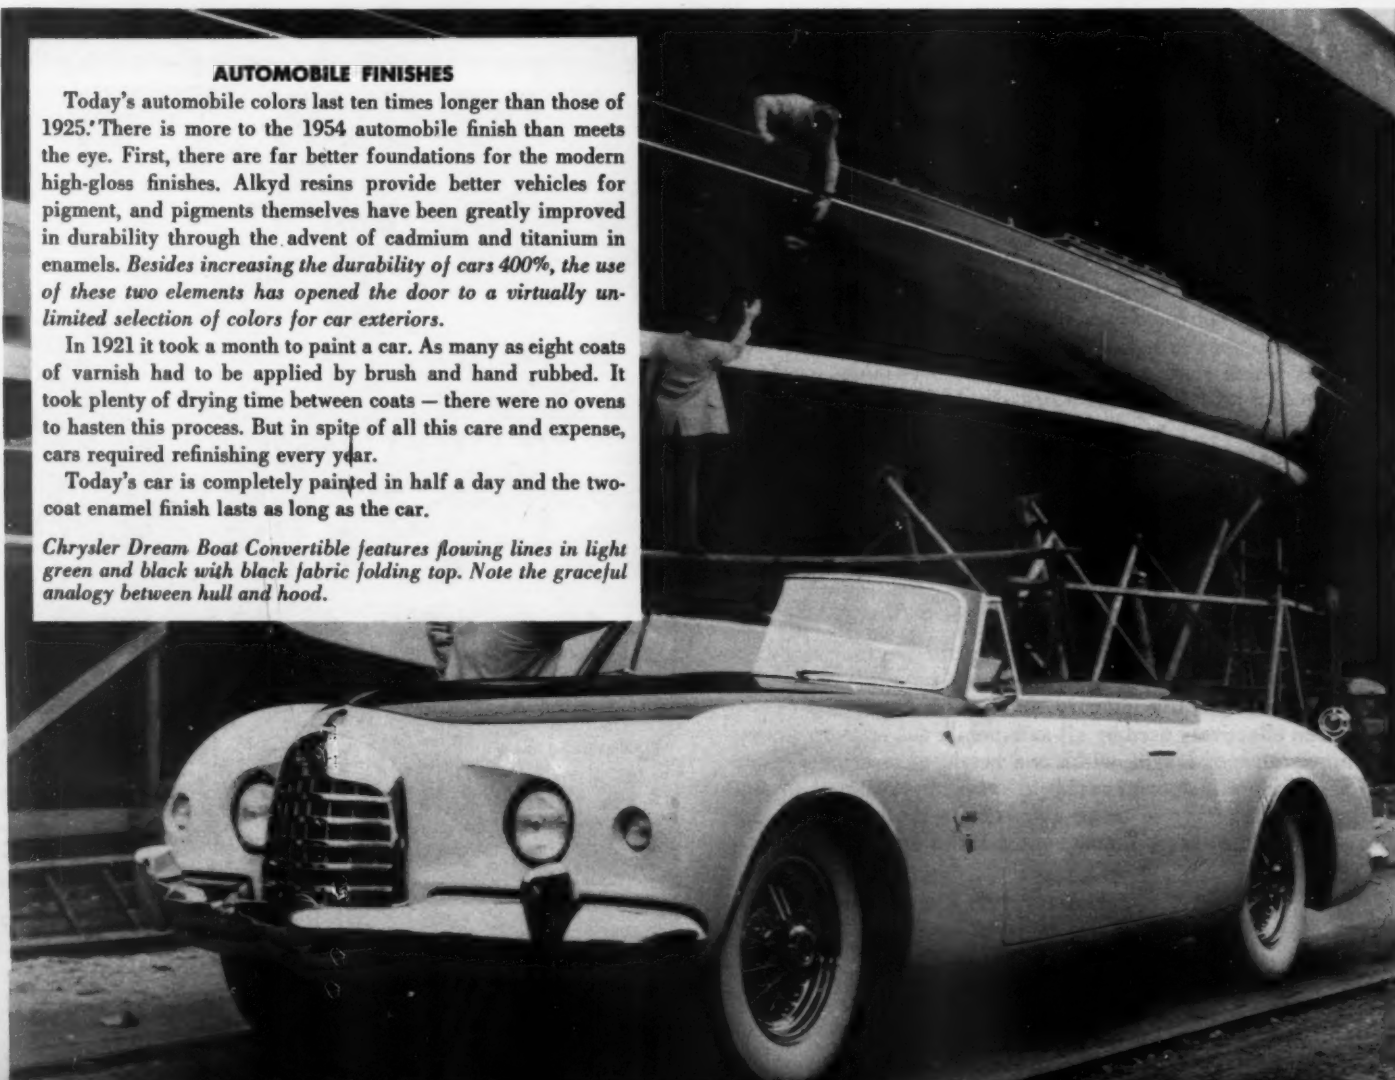 AUTOMOBILE FINISHES
Today's automobile colors last ten times longer than those of
1925. There is more to the 1954 automobile finish than meets
the eye. First, there are far better foundations for the modern
high-gloss finishes. Alkyd resins provide better vehicles for
pigment, and pigments themselves have been greatly improved
in durability through the advent of cadmium and titanium in
enamels. Besides increasing the durability of cars 400%, the use
of these two elements has opened the door to a virtually un-
limited selection of colors for car exteriors.
In 1921 it took a month to paint a car. As many as eight coats
of varnish had to be applied by brush and hand rubbed. It
took plenty of drying time between coats — there were no ovens
to hasten this process. But in spite of all this care and expense,
cars required refinishing every year.
Today's car is completely painted in half a day and the two-
coat enamel finish lasts as long as the car.
Chrysler Dream Boat Convertible features flowing lines in light
green and black with black fabric folding top. Note the graceful
analogy between hull and hood.